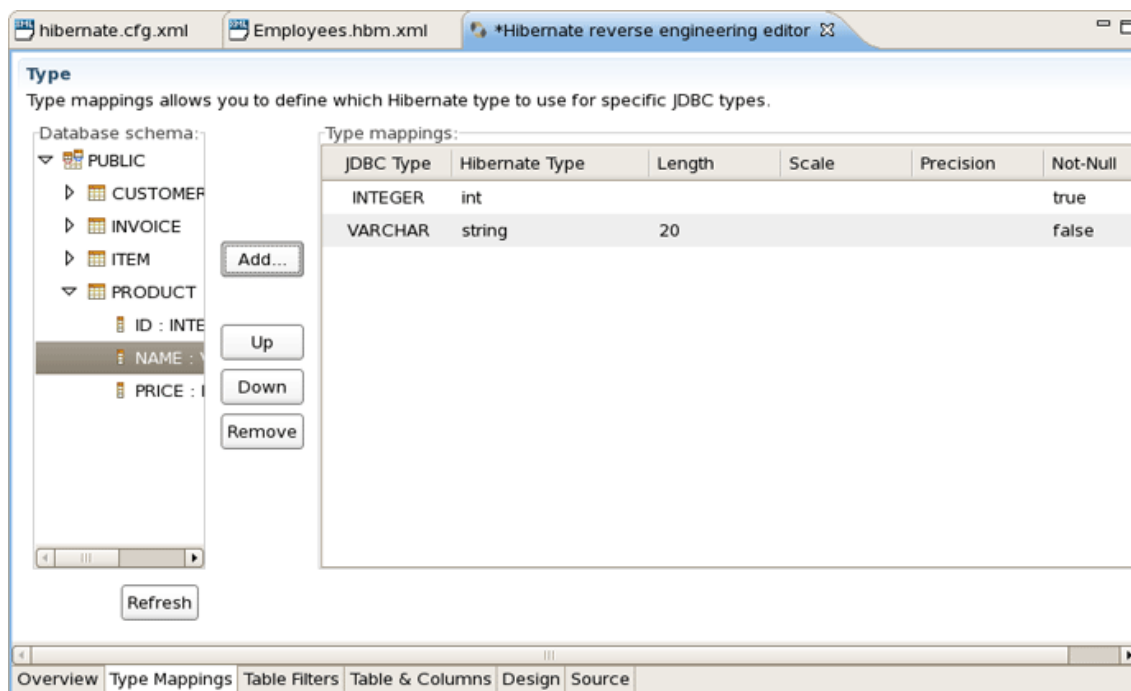 hibernate.cfg.xml Employees.hbm.xml *Hibernate reverse engineering editor
Type
Type mappings allows you to define which Hibernate type to use for specific JDBC types.
Database schema:
PUBLIC
CUSTOMER
INVOICE
ITEM
PRODUCT
ID : INTE
NAME :
PRICE :
Add...
Up
Down
Remove
Refresh
Type mappings:
JDBC Type Hibernate Type Length Scale Precision Not-Null
INTEGER int true
VARCHAR string 20 false
Overview Type Mappings Table Filters Table & Columns Design Source